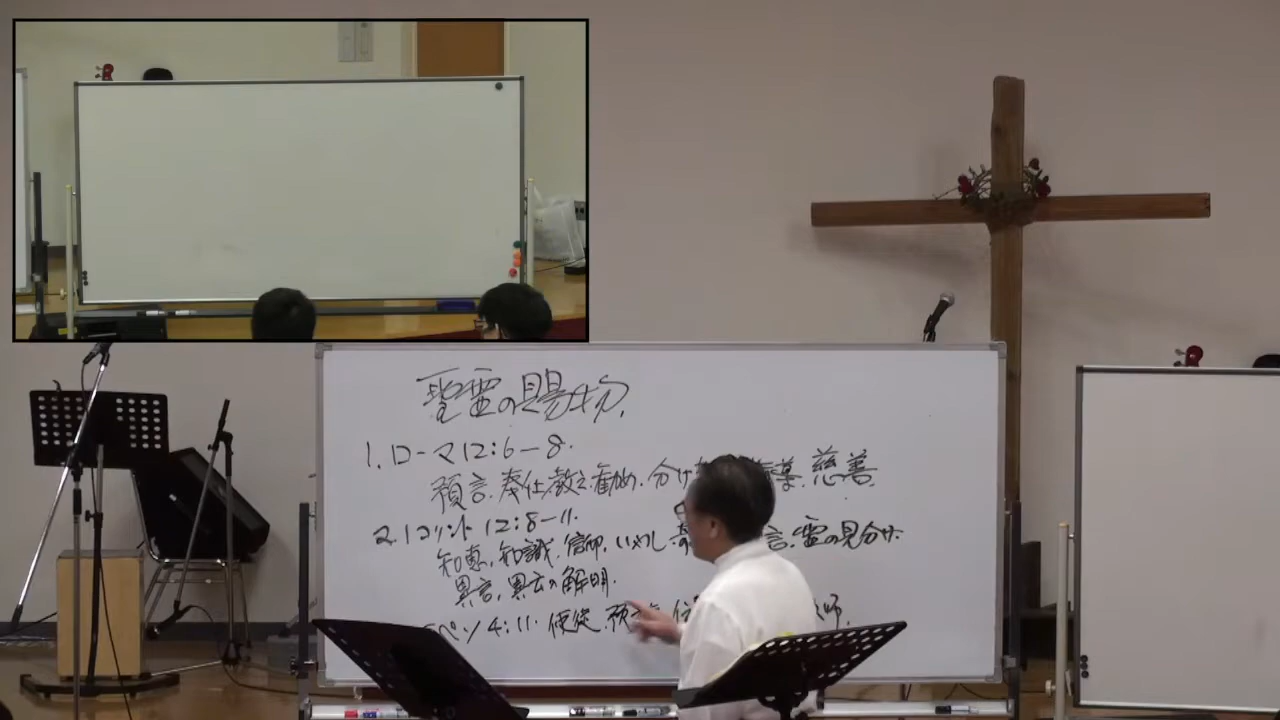 聖霊の賜物.
1. ローマ12:6-8.
預言. 奉仕. 教え. 勧め. 分け 慈善.
2. 1コリント 12:8-11.
知恵. 知識. 信仰. いやし. 言. 霊の見分け.
異言. 異言の解明.
ペソ 4:11. 使徒. 預 師.